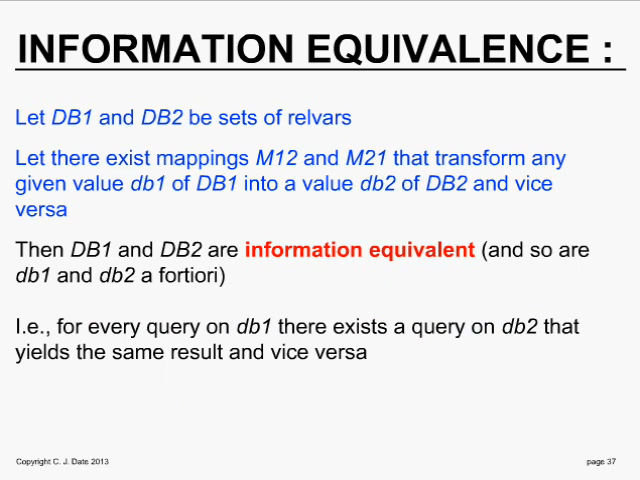 INFORMATION EQUIVALENCE :
Let DB1 and DB2 be sets of relvars
Let there exist mappings M12 and M21 that transform any
given value db1 of DB1 into a value db2 of DB2 and vice
versa
Then DB1 and DB2 are information equivalent (and so are
db1 and db2 a fortiori)
I.e., for every query on db1 there exists a query on db2 that
yields the same result and vice versa
Copyright C. J. Date 2013
page 37